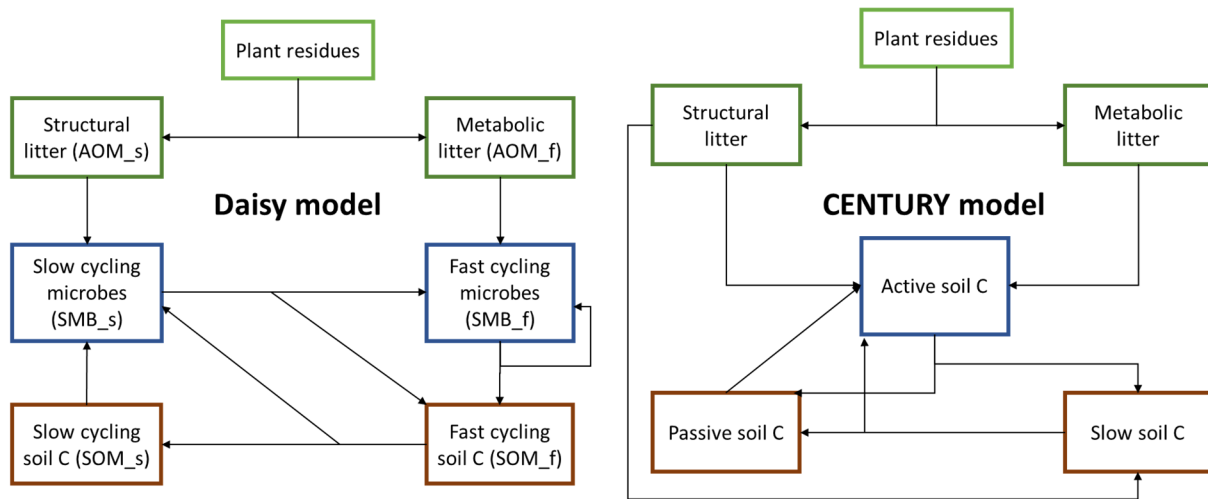 Plant residues
Structural
litter (AOM_s)
Metabolic
litter (AOM_f)
Daisy model
Slow cycling
microbes
(SMB_s)
Fast cycling
microbes
(SMB_f)
Slow cycling
soil C (SOM_s)
Fast cycling
soil C (SOM_f)
Plant residues
Structural
litter
Metabolic
litter
CENTURY model
Active soil C
Passive soil C
Slow soil C